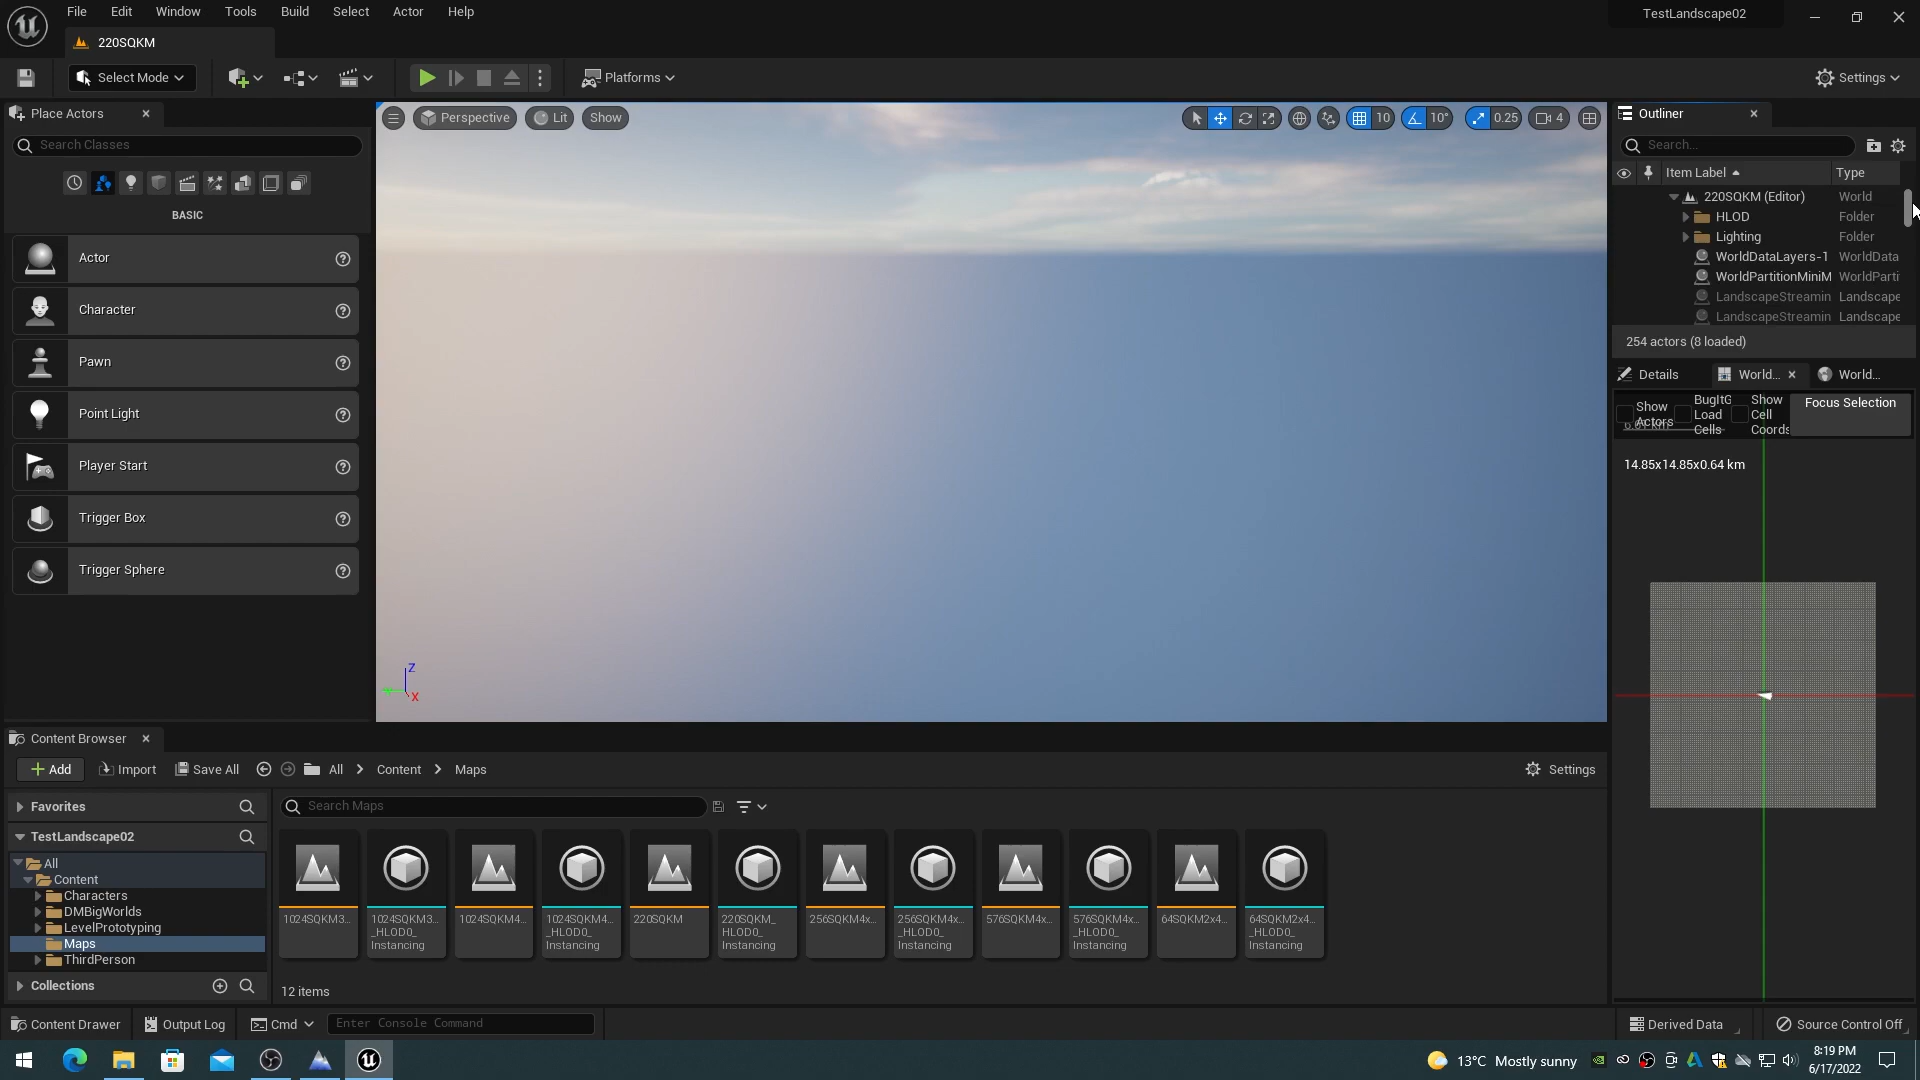 File Edit Window Tools Build Select Actor Help
TestLandscape02
220SQKM
Select Mode
Platforms
Settings
Place Actors
Search Classes
BASIC
Actor
Character
Pawn
Point Light
Player Start
Trigger Box
Trigger Sphere
Perspective Lit Show
10 10° 0.25 4
Z
X
Outliner
Search...
Item Label Type
220SQKM (Editor) World
HLOD Folder
Lighting Folder
WorldDataLayers-1 WorldData
WorldPartitionMiniM WorldParti
LandscapeStreamin Landscape
LandscapeStreamin Landscape
254 actors (8 loaded)
Details World... World...
Show Actors
BugItG Load Cells
Show Cell Coords
Focus Selection
14.85x14.85x0.64 km
Content Browser
Add Import Save All All Content Maps Settings
Favorites
Search Maps
TestLandscape02
All
Content
Characters
DMBigWorlds
LevelPrototyping
Maps
ThirdPerson
Collections
1024SQKM3...
1024SQKM3... _HLOD0_ Instancing
1024SQKM4...
1024SQKM4... _HLOD0_ Instancing
220SQKM
220SQKM_ HLOD0_ Instancing
256SQKM4x...
256SQKM4x... _HLOD0_ Instancing
576SQKM4x...
576SQKM4x... _HLOD0_ Instancing
64SQKM2x4...
64SQKM2x4... _HLOD0_ Instancing
12 items
Content Drawer Output Log Cmd Enter Console Command Derived Data Source Control Off
13°C Mostly sunny
8:19 PM
6/17/2022